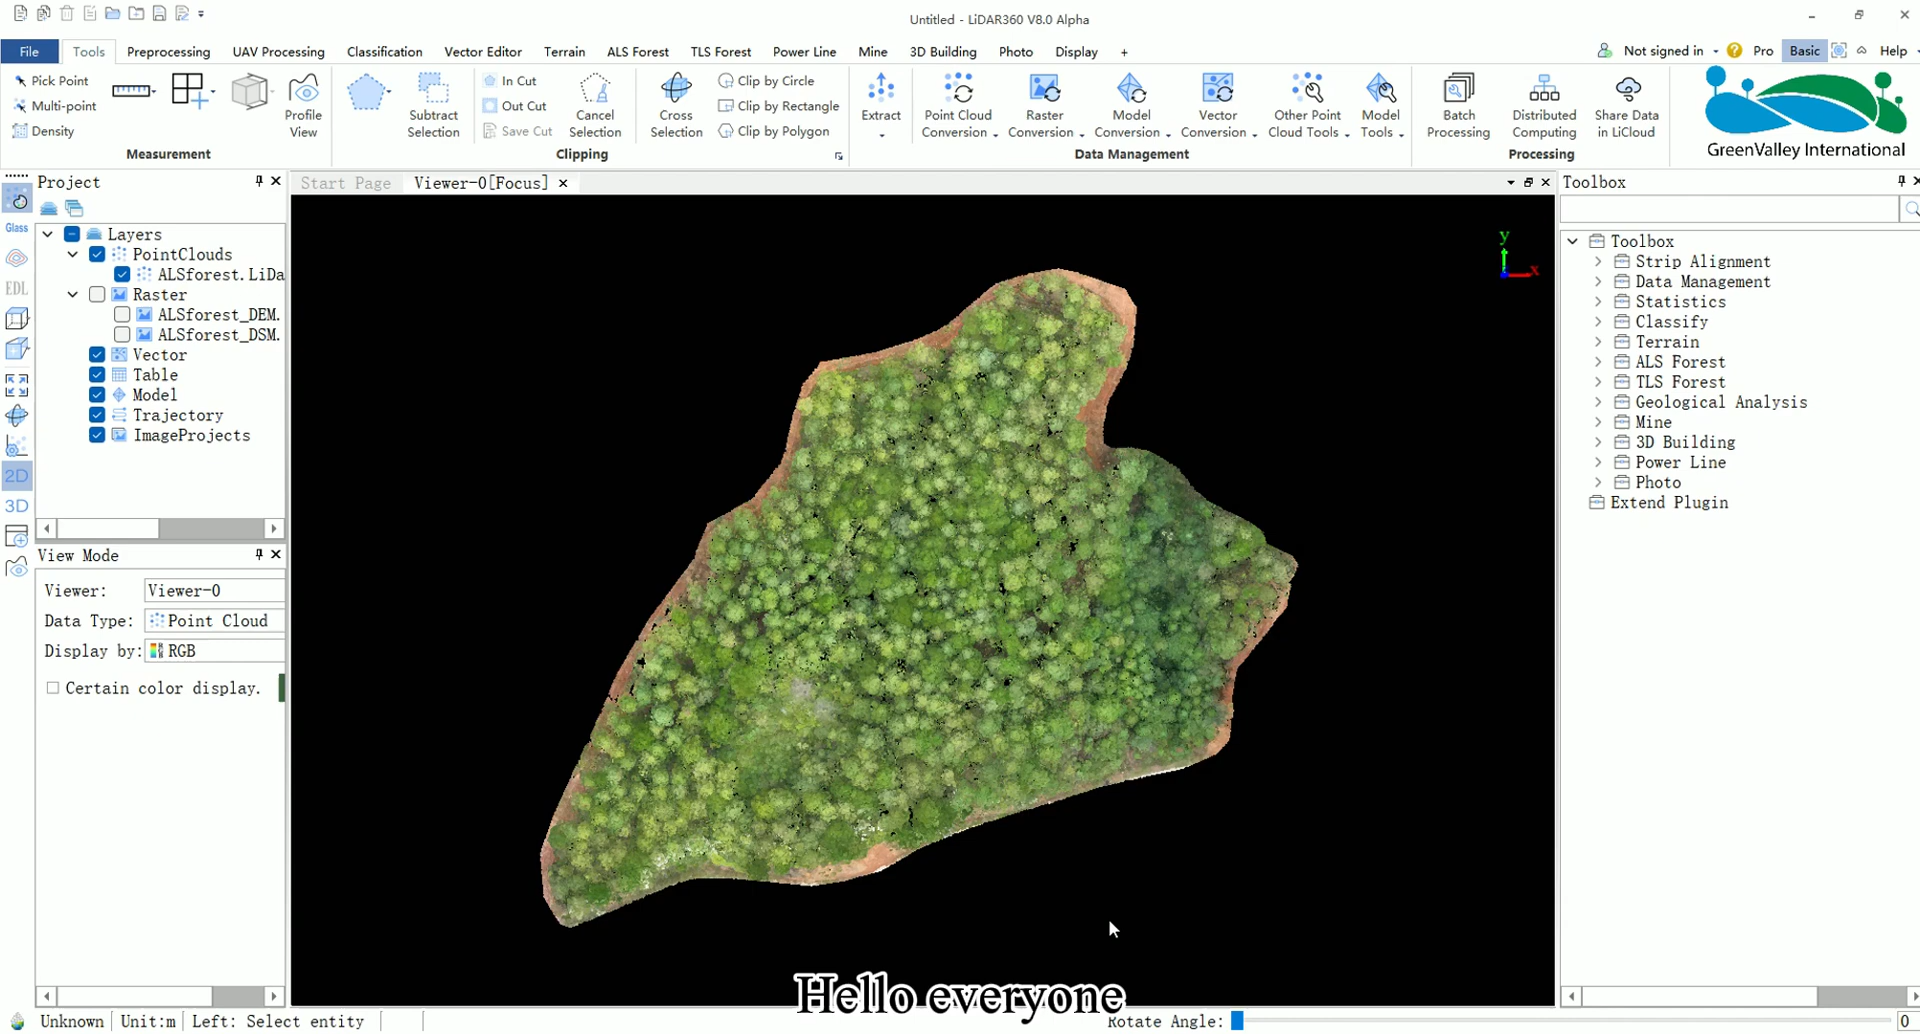 Untitled - LiDAR360 V8.0 Alpha
File Tools Preprocessing UAV Processing Classification Vector Editor Terrain ALS Forest TLS Forest Power Line Mine 3D Building Photo Display +
Not signed in Pro Basic Help
Pick Point
Multi-point
Density
Profile
View
Measurement
Subtract
Selection
In Cut
Out Cut
Save Cut
Cancel
Selection
Cross
Selection
Clip by Circle
Clip by Rectangle
Clip by Polygon
Clipping
Extract
Point Cloud
Conversion
Raster
Conversion
Model
Conversion
Vector
Conversion
Other Point
Cloud Tools
Model
Tools
Data Management
Batch
Processing
Distributed
Computing
Share Data
in LiCloud
Processing
GreenValley International
Project
Glass
EDL
2D
3D
Layers
PointClouds
ALSforest.LiDa
Raster
ALSforest_DEM.
ALSforest_DSM.
Vector
Table
Model
Trajectory
ImageProjects
View Mode
Viewer: Viewer-0
Data Type: Point Cloud
Display by: RGB
Certain color display.
Start Page Viewer-0[Focus]
y
x
Hello everyone
Toolbox
Toolbox
Strip Alignment
Data Management
Statistics
Classify
Terrain
ALS Forest
TLS Forest
Geological Analysis
Mine
3D Building
Power Line
Photo
Extend Plugin
Unknown Unit:m Left: Select entity
Rotate Angle: 0